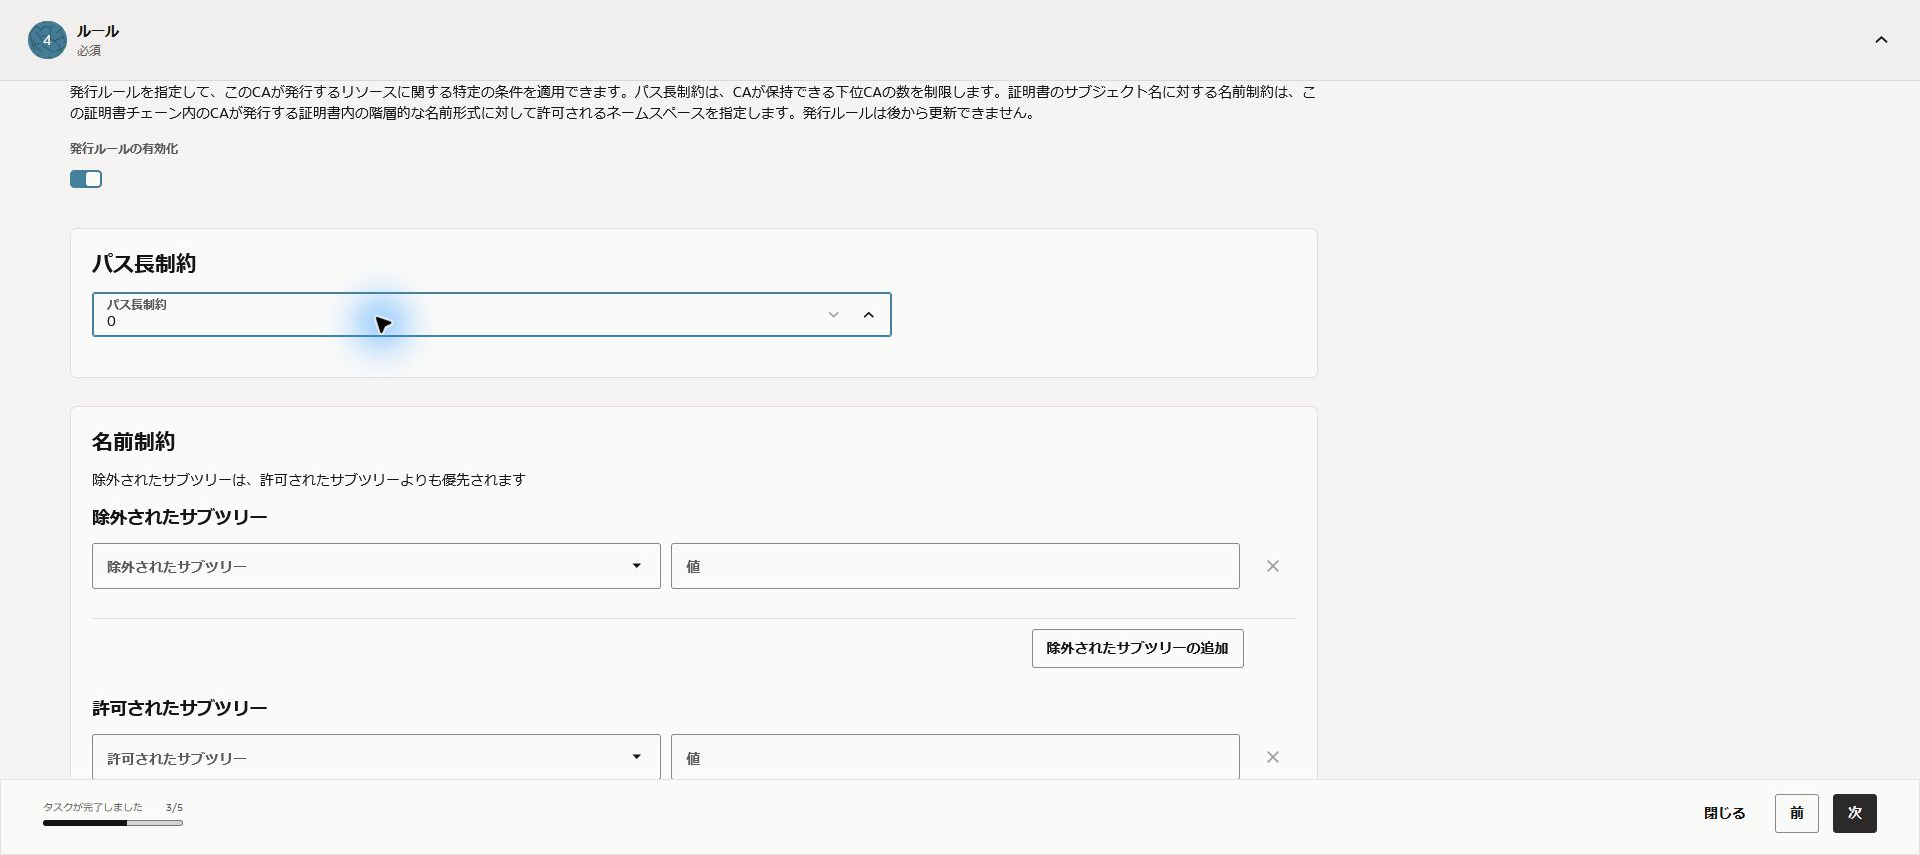 4
ルール
必須
発行ルールを指定して、このCAが発行するリソースに関する特定の条件を適用できます。パス長制約は、CAが保持できる下位CAの数を制限します。証明書のサブジェクト名に対する名前制約は、こ
の証明書チェーン内のCAが発行する証明書内の階層的な名前形式に対して許可されるネームスペースを指定します。発行ルールは後から更新できません。
発行ルールの有効化
パス長制約
パス長制約
0
名前制約
除外されたサブツリーは、許可されたサブツリーよりも優先されます
除外されたサブツリー
除外されたサブツリー 値
除外されたサブツリーの追加
許可されたサブツリー
許可されたサブツリー 値
タスクが完了しました 3/5
閉じる 前 次